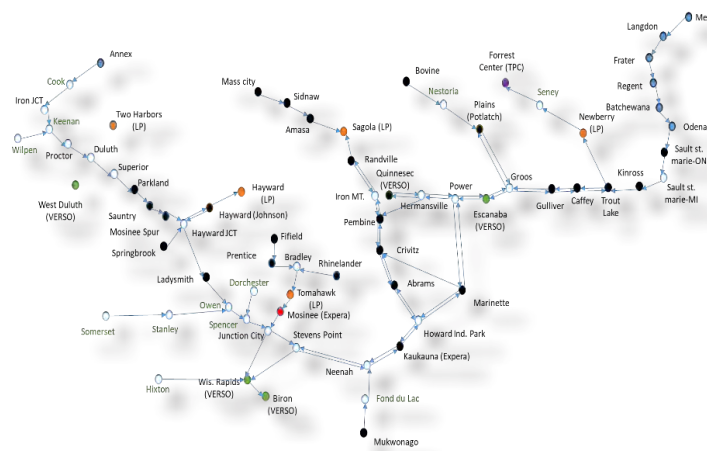 Me
Langdon
Frater
Regent
Batchewana
Odena
Sault st.
marie-ON
Sault st.
marie-MI
Kinross
Trout
Lake
Caffey
Gulliver
Groos
Forrest
Center (TPC)
Seney
Newberry
(LP)
Bovine
Nestoria
Plains
(Potlatch)
Power
Escanaba
(VERSO)
Quinnesec
(VERSO)
Hermansville
Mass city
Sidnaw
Amasa
Sagola (LP)
Randville
Iron MT.
Pembine
Crivitz
Abrams
Marinette
Howard Ind. Park
Kaukauna (Expera)
Neenah
Fond du Lac
Mukwonago
Annex
Cook
Iron JCT
Keenan
Wilpen
Proctor
Two Harbors
(LP)
Duluth
Superior
West Duluth
(VERSO)
Parkland
Sauntry
Mosinee Spur
Springbrook
Hayward
(LP)
Hayward (Johnson)
Hayward JCT
Ladysmith
Fifield
Prentice
Bradley
Rhinelander
Tomahawk
(LP)
Mosinee (Expera)
Dorchester
Owen
Spencer
Junction City
Stevens Point
Somerset
Stanley
Hixton
Wis. Rapids
(VERSO)
Biron
(VERSO)